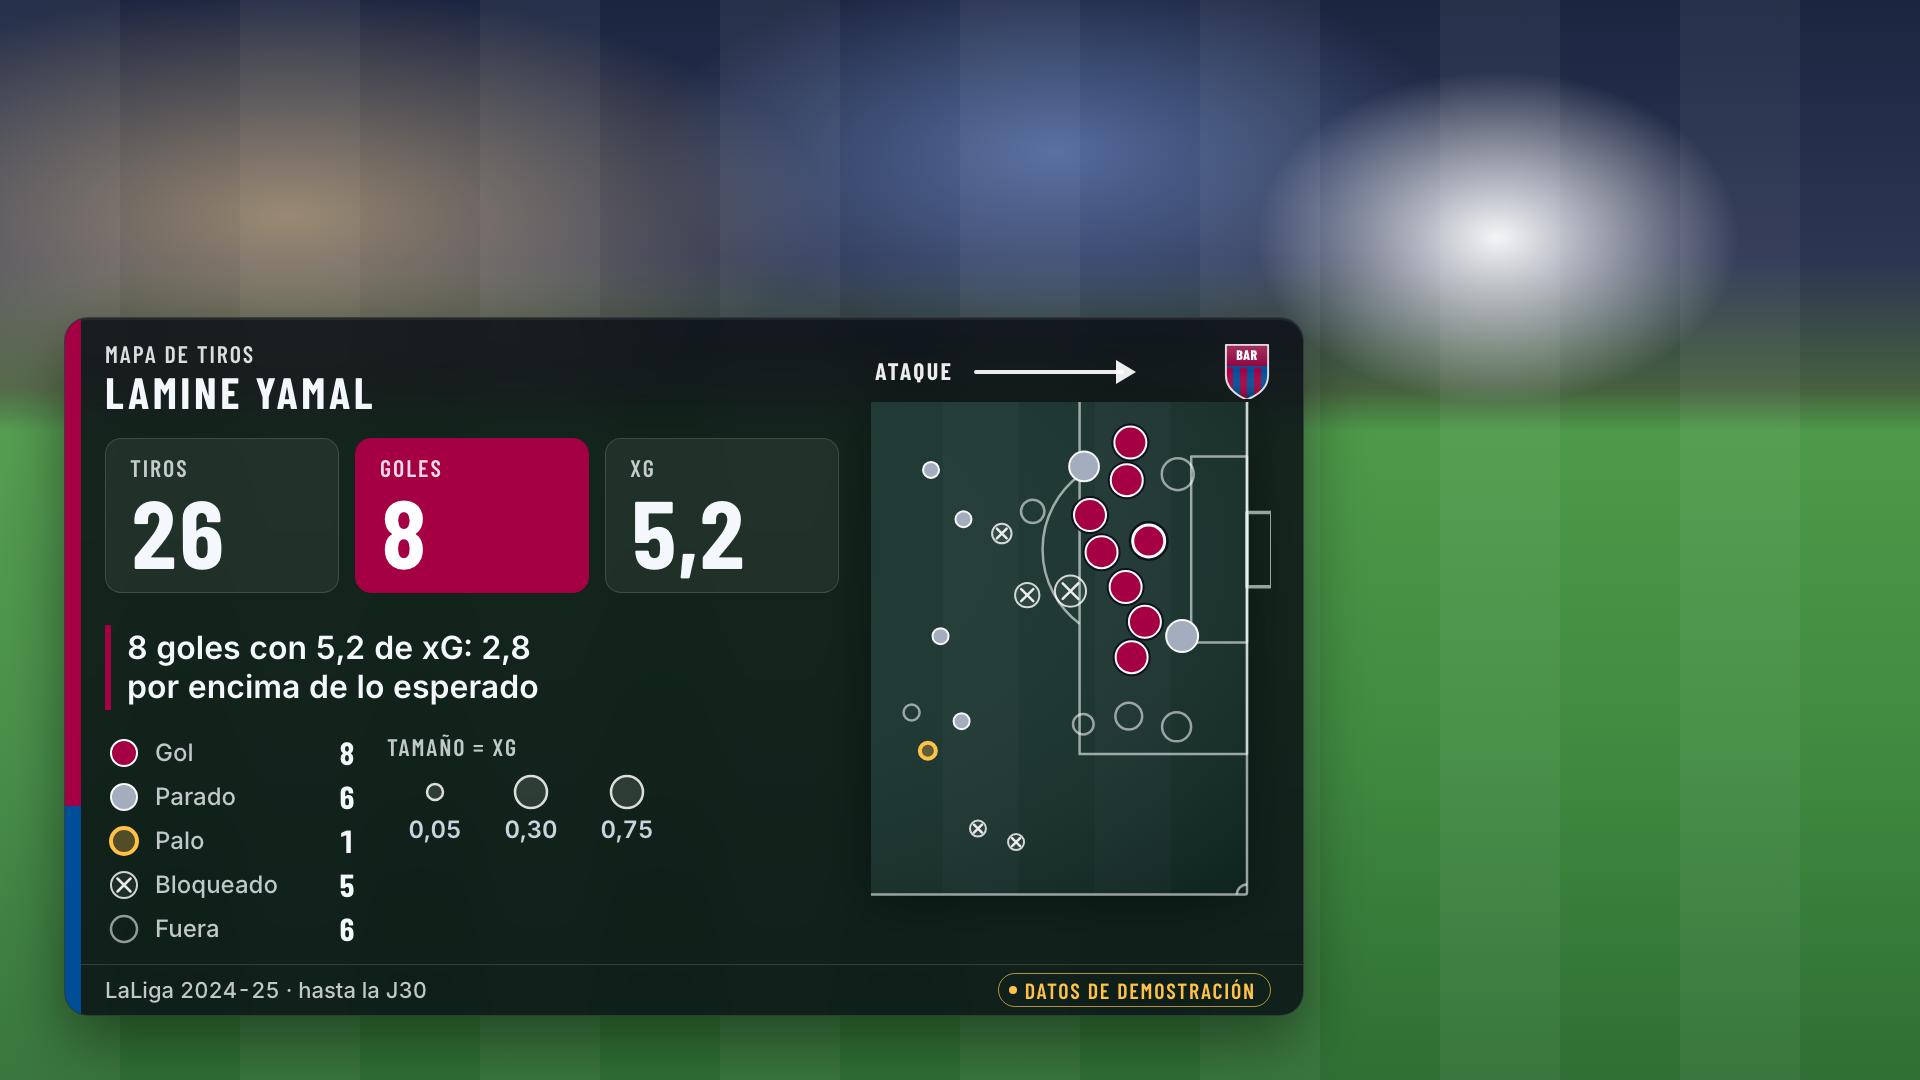 MAPA DE TIROS
LAMINE YAMAL
ATAQUE
BAR
TIROS
26
GOLES
8
XG
5,2
8 goles con 5,2 de xG: 2,8
por encima de lo esperado
Gol 8
Parado 6
Palo 1
Bloqueado 5
Fuera 6
TAMAÑO = XG
0,05 0,30 0,75
LaLiga 2024-25 · hasta la J30
DATOS DE DEMOSTRACIÓN